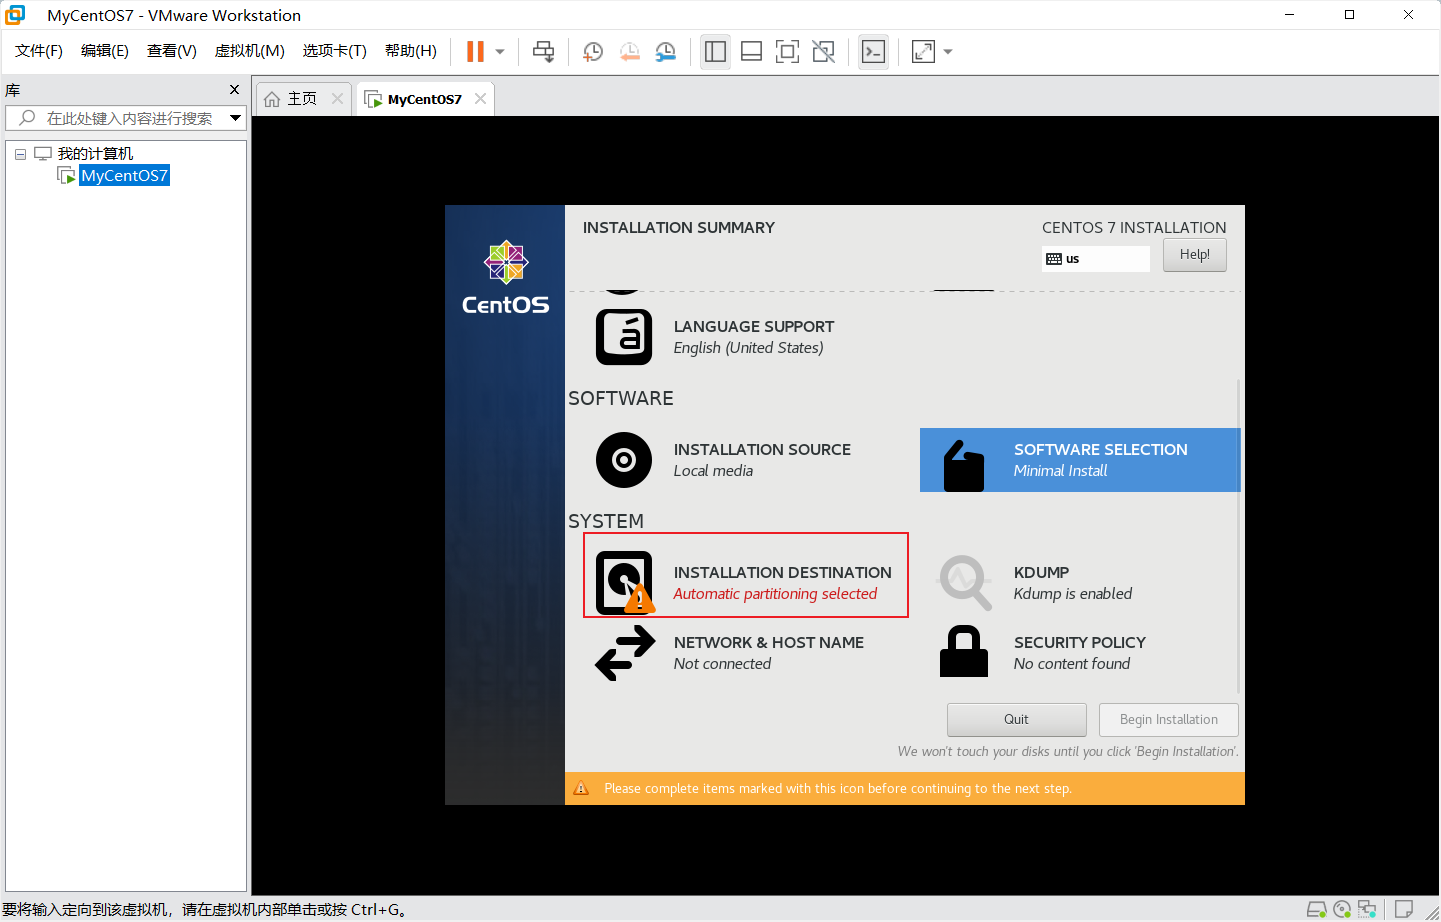 MyCentOS7 - VMware Workstation
文件(F) 编辑(E) 查看(V) 虚拟机(M) 选项卡(T) 帮助(H)
库
在此处键入内容进行搜索
我的计算机
MyCentOS7
主页
MyCentOS7
INSTALLATION SUMMARY
CENTOS 7 INSTALLATION
us
Help!
CentOS
LANGUAGE SUPPORT
English (United States)
SOFTWARE
INSTALLATION SOURCE
Local media
SOFTWARE SELECTION
Minimal Install
SYSTEM
INSTALLATION DESTINATION
Automatic partitioning selected
KDUMP
Kdump is enabled
NETWORK & HOST NAME
Not connected
SECURITY POLICY
No content found
Quit
Begin Installation
We won't touch your disks until you click 'Begin Installation'.
Please complete items marked with this icon before continuing to the next step.
要将输入定向到该虚拟机，请在虚拟机内部单击或按 Ctrl+G。